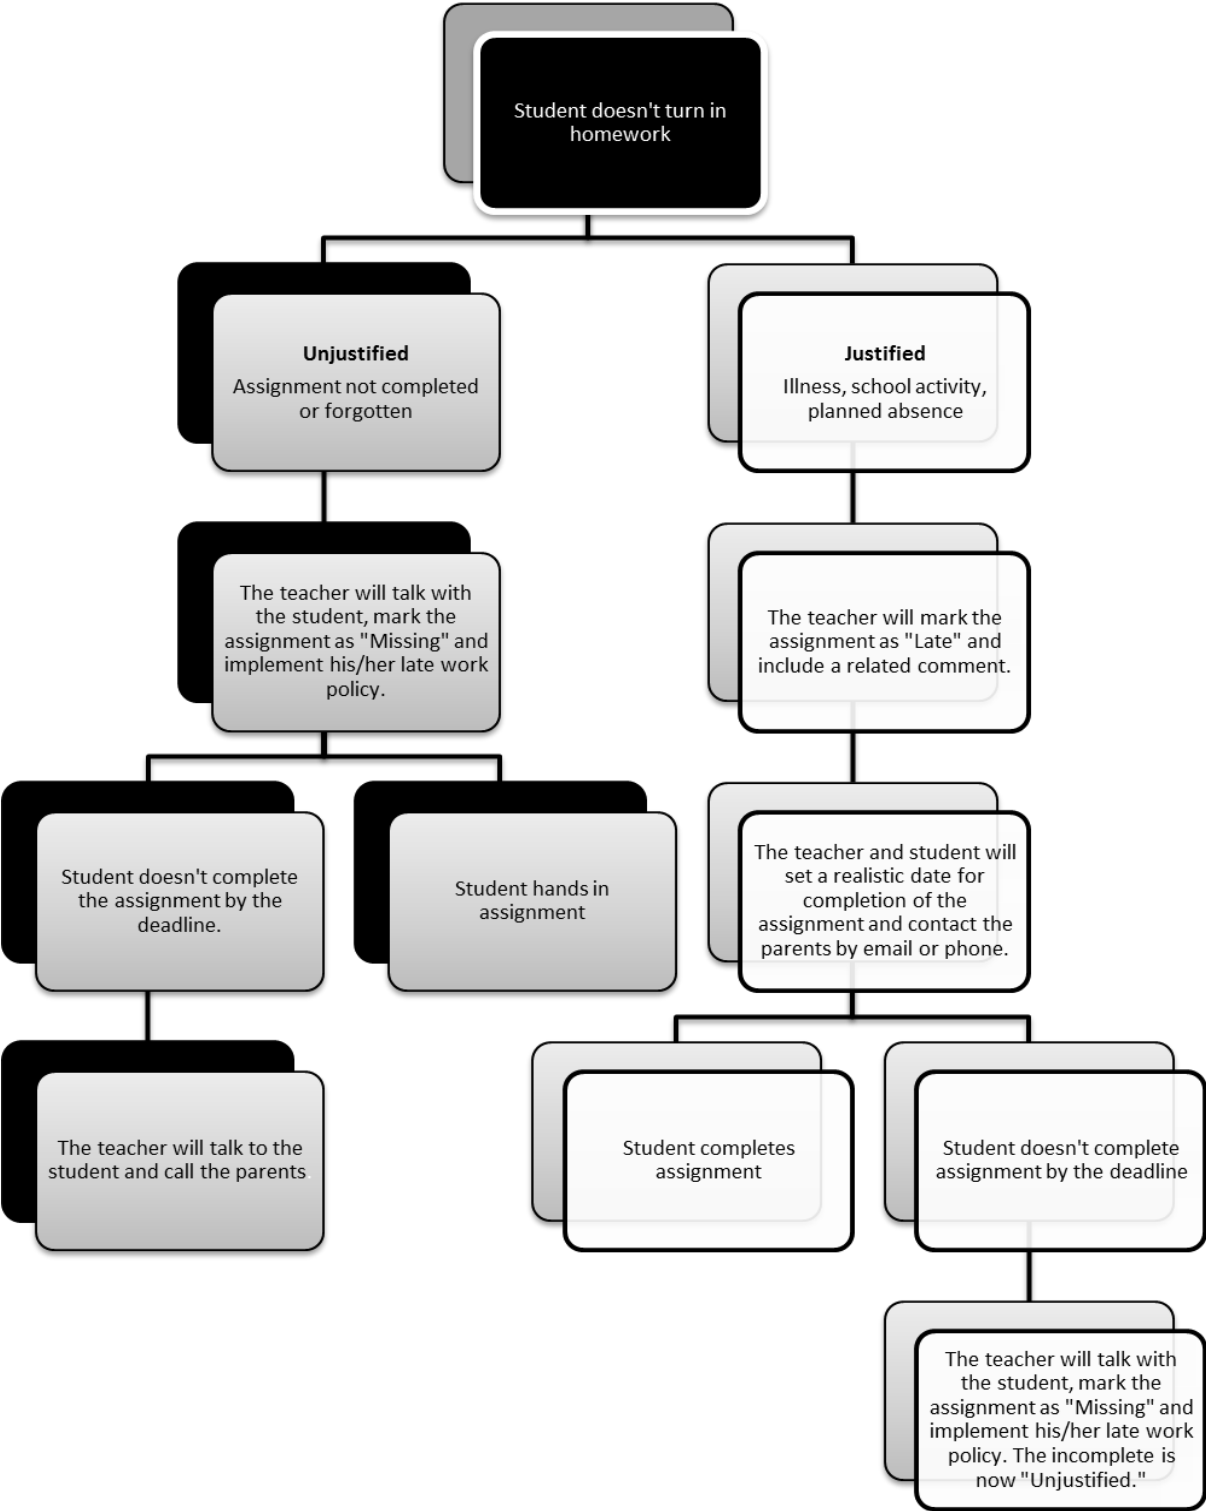 Student doesn't turn in
homework
Unjustified
Assignment not completed
or forgotten
Justified
Illness, school activity,
planned absence
The teacher will talk with
the student, mark the
assignment as "Missing" and
implement his/her late work
policy.
The teacher will mark the
assignment as "Late" and
include a related comment.
Student doesn't complete
the assignment by the
deadline.
Student hands in
assignment
The teacher and student will
set a realistic date for
completion of the
assignment and contact the
parents by email or phone.
The teacher will talk to the
student and call the parents.
Student completes
assignment
Student doesn't complete
assignment by the deadline
The teacher will talk with
the student, mark the
assignment as "Missing" and
implement his/her late work
policy. The incomplete is
now "Unjustified."